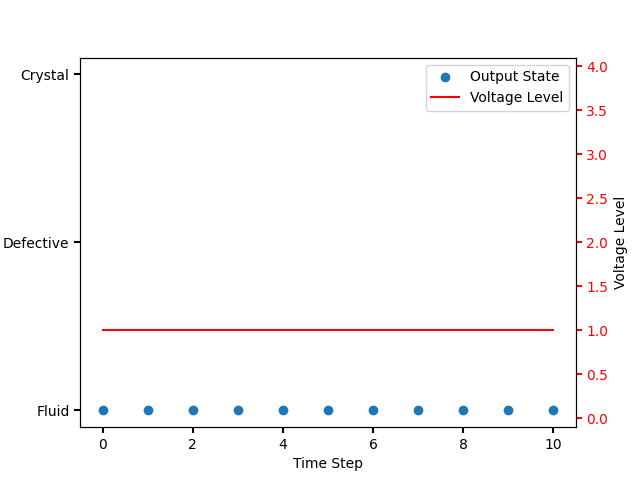 Crystal
Defective
Fluid
Output State
Voltage Level
4.0
3.5
3.0
2.5
2.0
1.5
1.0
0.5
0.0
Voltage Level
0 2 4 6 8 10
Time Step